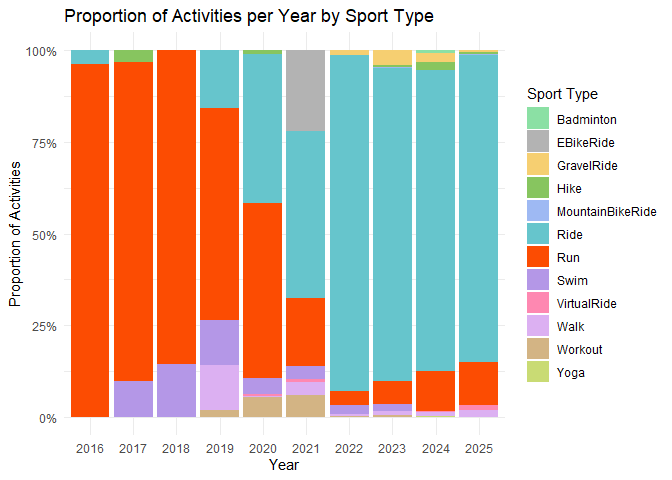 Proportion of Activities per Year by Sport Type
Proportion of Activities
100%
75%
50%
25%
0%
2016 2017 2018 2019 2020 2021 2022 2023 2024 2025
Year
Sport Type
Badminton
EBikeRide
GravelRide
Hike
MountainBikeRide
Ride
Run
Swim
VirtualRide
Walk
Workout
Yoga